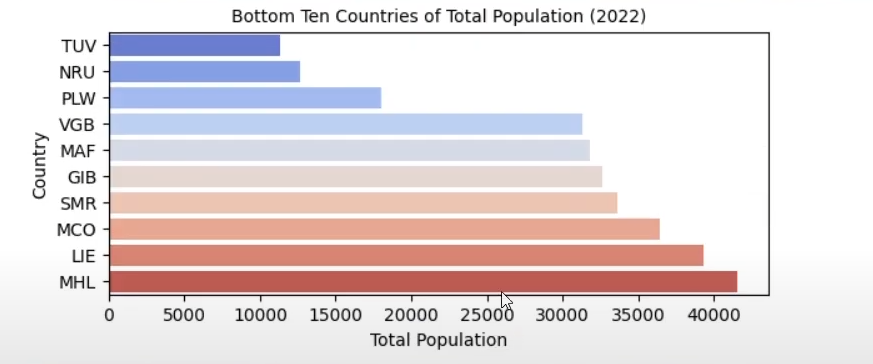 Bottom Ten Countries of Total Population (2022)
Country
TUV
NRU
PLW
VGB
MAF
GIB
SMR
MCO
LIE
MHL
0 5000 10000 15000 20000 25000 30000 35000 40000
Total Population